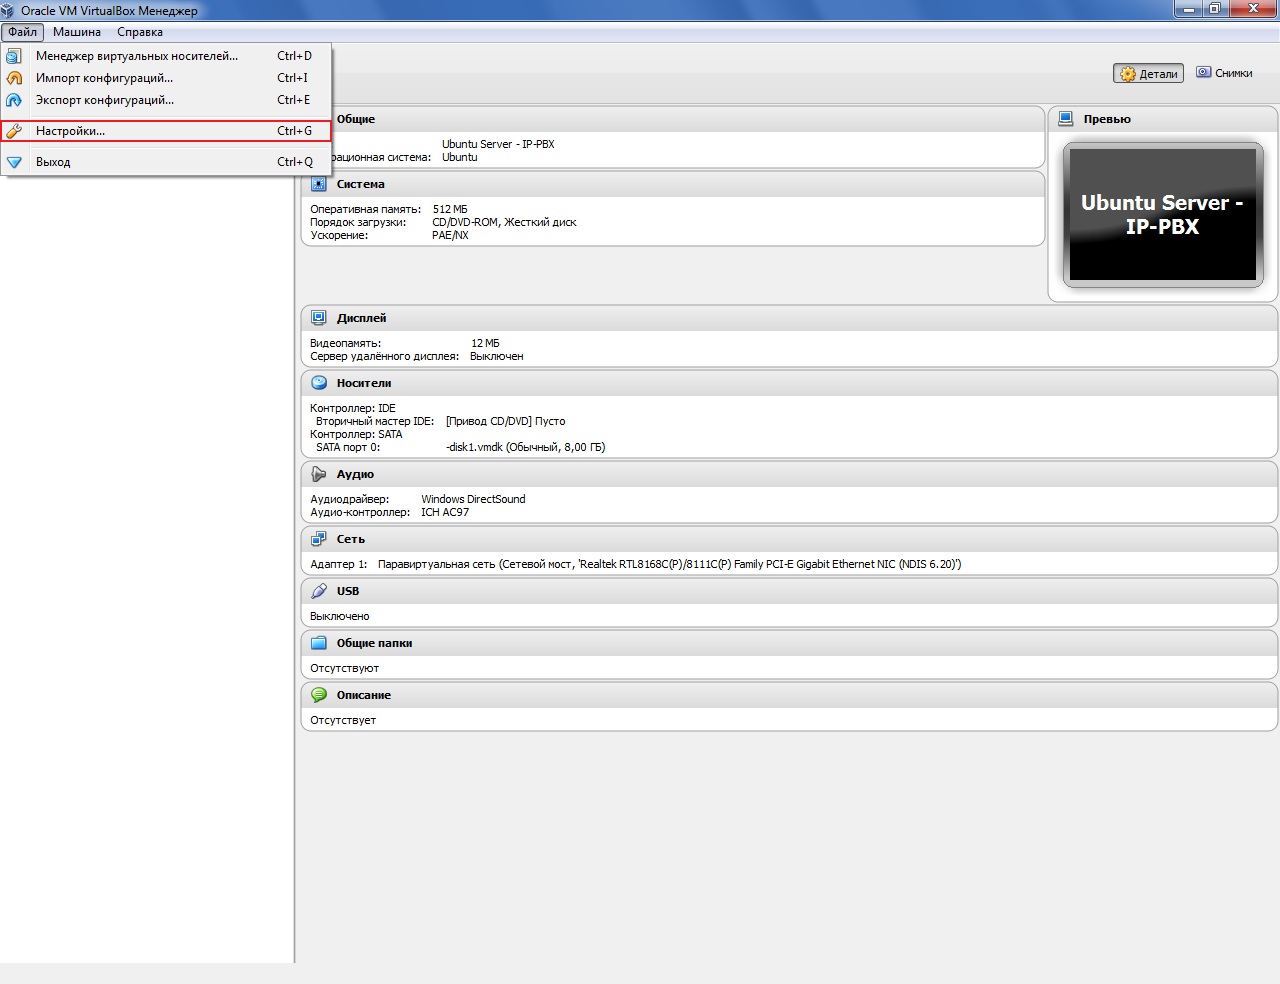 Oracle VM VirtualBox Менеджер
Файл Машина Справка
Менеджер виртуальных носителей... Ctrl+D
Импорт конфигураций... Ctrl+I
Экспорт конфигураций... Ctrl+E
Настройки... Ctrl+G
Выход Ctrl+Q
Детали Снимки
Общие
Ubuntu Server - IP-PBX
рационная система: Ubuntu
Система
Оперативная память: 512 МБ
Порядок загрузки: CD/DVD-ROM, Жесткий диск
Ускорение: PAE/NX
Превью
Ubuntu Server -
IP-PBX
Дисплей
Видеопамять: 12 МБ
Сервер удалённого дисплея: Выключен
Носители
Контроллер: IDE
Вторичный мастер IDE: [Привод CD/DVD] Пусто
Контроллер: SATA
SATA порт 0: -disk1.vmdk (Обычный, 8,00 ГБ)
Аудио
Аудиодрайвер: Windows DirectSound
Аудио-контроллер: ICH AC97
Сеть
Адаптер 1: Паравиртуальная сеть (Сетевой мост, 'Realtek RTL8168C(P)/8111C(P) Family PCI-E Gigabit Ethernet NIC (NDIS 6.20)')
USB
Выключено
Общие папки
Отсутствуют
Описание
Отсутствует